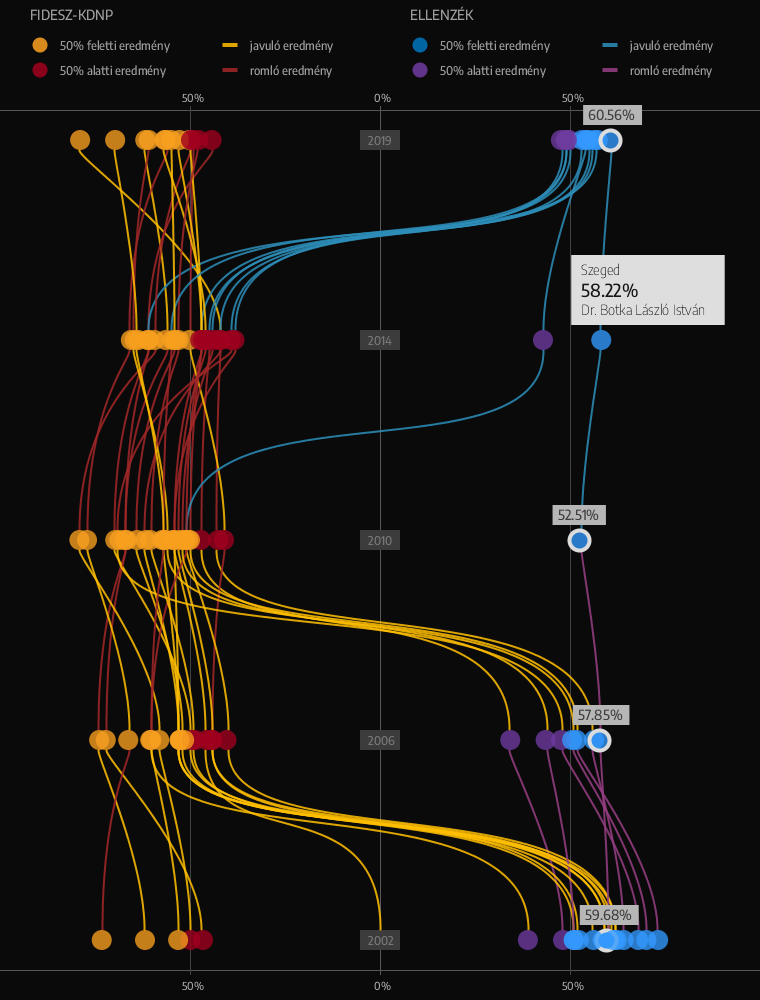 FIDESZ-KDNP
ELLENZÉK
50% feletti eredmény
javuló eredmény
50% feletti eredmény
javuló eredmény
50% alatti eredmény
romló eredmény
50% alatti eredmény
romló eredmény
50%
0%
50%
60.56%
2019
Szeged
58.22%
Dr. Botka László István
2014
52.51%
2010
57.85%
2006
59.68%
2002
50%
0%
50%